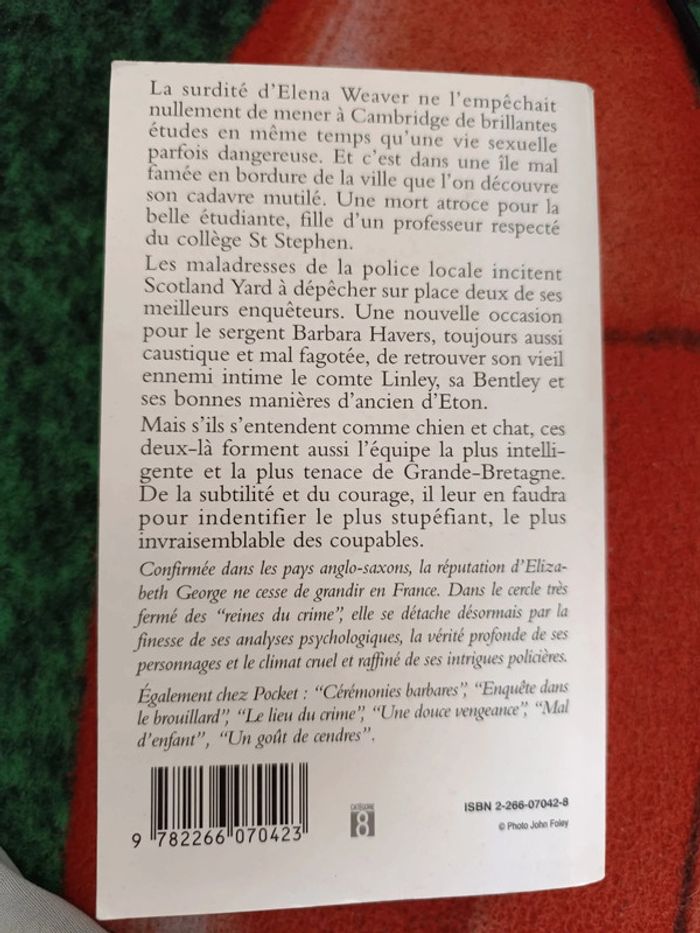 La surdité d'Elena Weaver ne l'empêchait
nullement de mener à Cambridge de brillantes
études en même temps qu'une vie sexuelle
parfois dangereuse. Et c'est dans une île mal
famée en bordure de la ville que l'on découvre
son cadavre mutilé. Une mort atroce pour la
belle étudiante, fille d'un professeur respecté
du collège St Stephen.
Les maladresses de la police locale incitent
Scotland Yard à dépêcher sur place deux de ses
meilleurs enquêteurs. Une nouvelle occasion
pour le sergent Barbara Havers, toujours aussi
caustique et mal fagotée, de retrouver son vieil
ennemi intime le comte Linley, sa Bentley et
ses bonnes manières d'ancien d'Eton.
Mais s'ils s'entendent comme chien et chat, ces
deux-là forment aussi l'équipe la plus intelli-
gente et la plus tenace de Grande-Bretagne.
De la subtilité et du courage, il leur en faudra
pour indentifier le plus stupéfiant, le plus
invraisemblable des coupables.
Confirmée dans les pays anglo-saxons, la réputation d'Eliza-
beth George ne cesse de grandir en France. Dans le cercle très
fermé des "reines du crime", elle se détache désormais par la
finesse de ses analyses psychologiques, la vérité profonde de ses
personnages et le climat cruel et raffiné de ses intrigues policières.
Également chez Pocket : "Cérémonies barbares", "Enquête dans
le brouillard", "Le lieu du crime", "Une douce vengeance", "Mal
d'enfant", "Un goût de cendres".
9 782266 070423
CATÉGORIE
8
ISBN 2-266-07042-8
© Photo John Foley